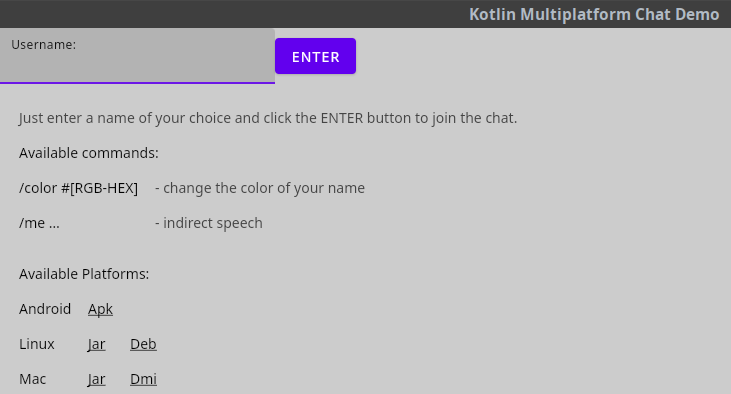 Kotlin Multiplatform Chat Demo
Username:
ENTER
Just enter a name of your choice and click the ENTER button to join the chat.
Available commands:
/color #[RGB-HEX] - change the color of your name
/me ... - indirect speech
Available Platforms:
Android Apk
Linux Jar Deb
Mac Jar Dmi